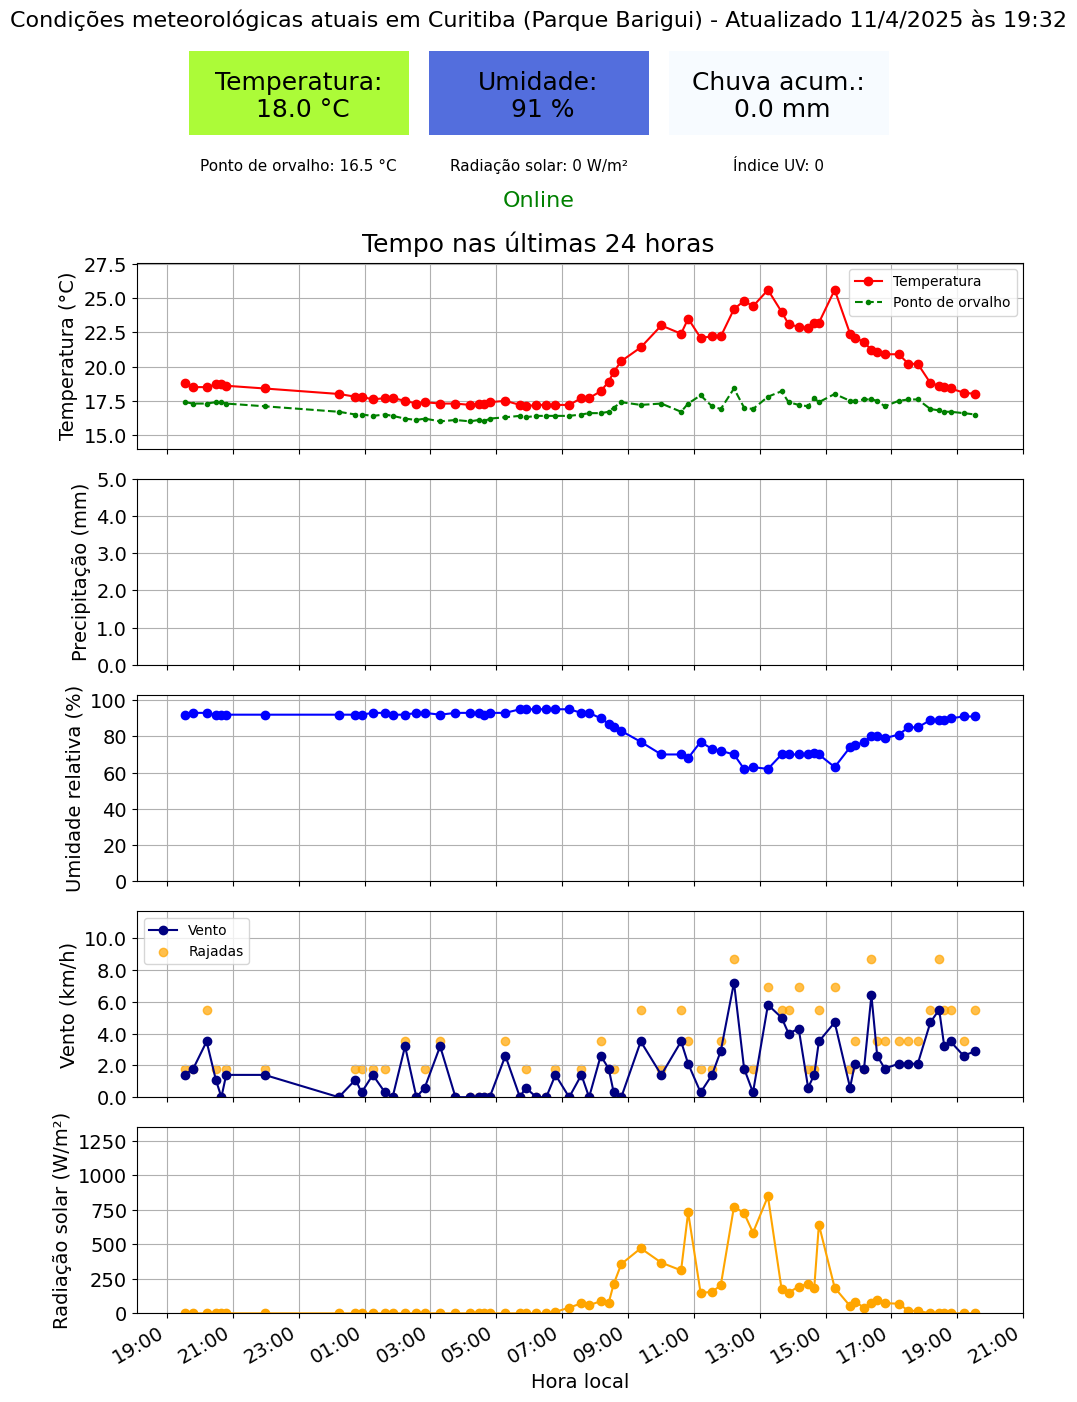 Condições meteorológicas atuais em Curitiba (Parque Barigui) - Atualizado 11/4/2025 às 19:32
Temperatura:
18.0 °C
Umidade:
91 %
Chuva acum.:
0.0 mm
Ponto de orvalho: 16.5 °C
Radiação solar: 0 W/m²
Índice UV: 0
Online
Tempo nas últimas 24 horas
Temperatura (°C)
27.5
25.0
22.5
20.0
17.5
15.0
Temperatura
Ponto de orvalho
Precipitação (mm)
5.0
4.0
3.0
2.0
1.0
0.0
Umidade relativa (%)
100
80
60
40
20
0
Vento (km/h)
10.0
8.0
6.0
4.0
2.0
0.0
Vento
Rajadas
Radiação solar (W/m²)
1250
1000
750
500
250
0
19:00
21:00
23:00
01:00
03:00
05:00
07:00
09:00
11:00
13:00
15:00
17:00
19:00
21:00
Hora local